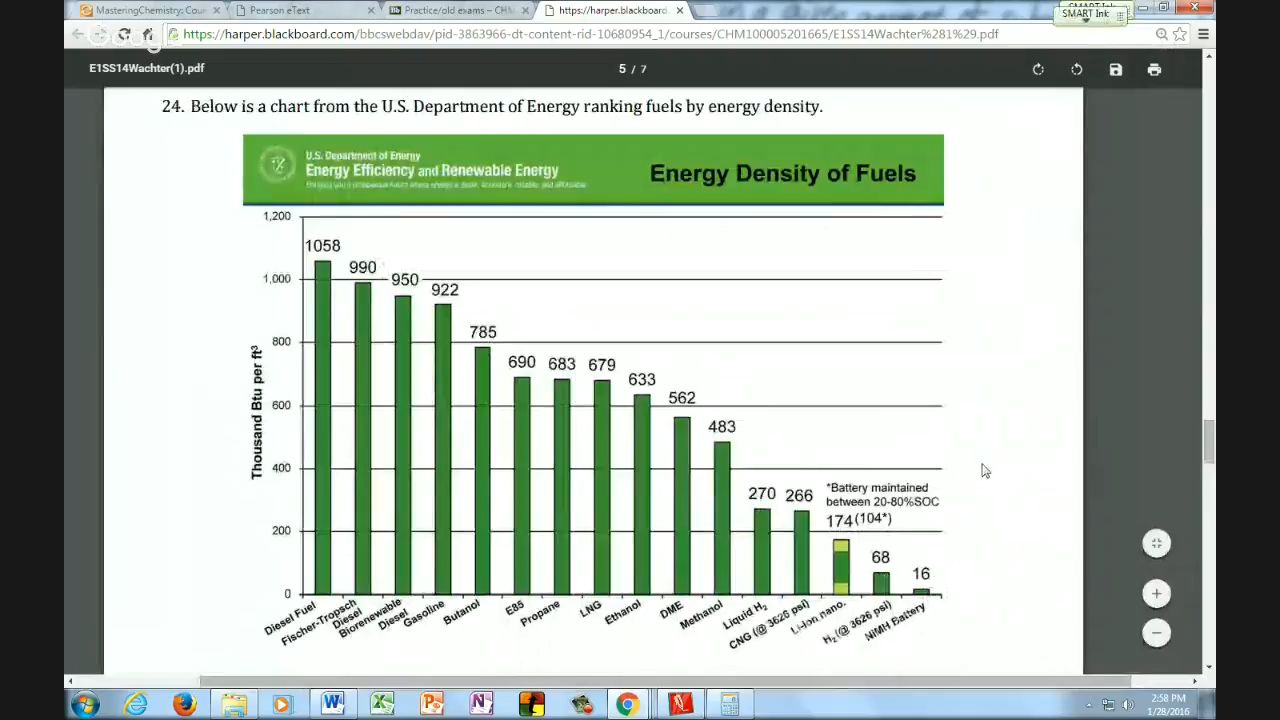 MasteringChemistry: Cour
Pearson eText
Bb Practice/old exams – CHM
https://harper.blackboard.
SMART Ink
https://harper.blackboard.com/bbcswebdav/pid-3863966-dt-content-rid-10680954_1/courses/CHM100005201665/E1SS14Wachter%281%29.pdf
E1SS14Wachter(1).pdf
5 / 7
24. Below is a chart from the U.S. Department of Energy ranking fuels by energy density.
U.S. Department of Energy
Energy Efficiency and Renewable Energy
Energy Density of Fuels
Thousand Btu per ft³
1,200
1,000
800
600
400
200
0
1058
990
950
922
785
690
683
679
633
562
483
270
266
*Battery maintained
between 20-80%SOC
174 (104*)
68
16
Diesel Fuel
Fischer-Tropsch
Diesel
Biorenewable
Diesel
Gasoline
Butanol
E85
Propane
LNG
Ethanol
DME
Methanol
Liquid H₂
CNG (@ 3626 psi)
Li-Ion nano.
H₂ (@ 3626 psi)
NiMH Battery
2:58 PM
1/28/2016